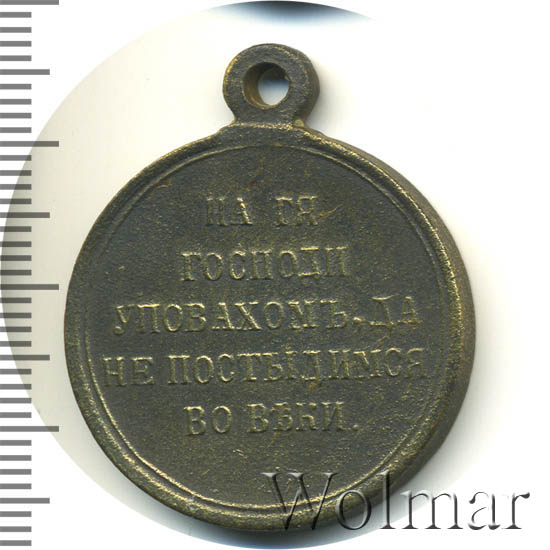 НА ТЯ
ГОСПОДИ
УПОВАХОМЪ, ДА
НЕ ПОСТЫДИМСЯ
ВО ВѢКИ.
Wolmar